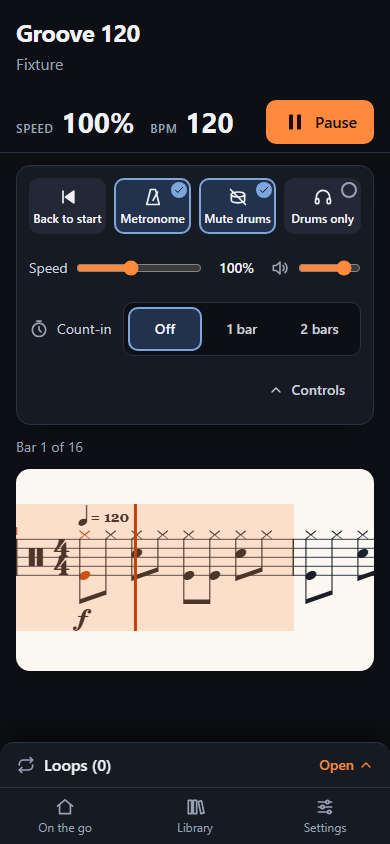 Groove 120
Fixture
SPEED 100% BPM 120 Pause
Back to start Metronome Mute drums Drums only
Speed 100%
Count-in Off 1 bar 2 bars
Controls
Bar 1 of 16
= 120
4
4
f
Loops (0) Open
On the go Library Settings